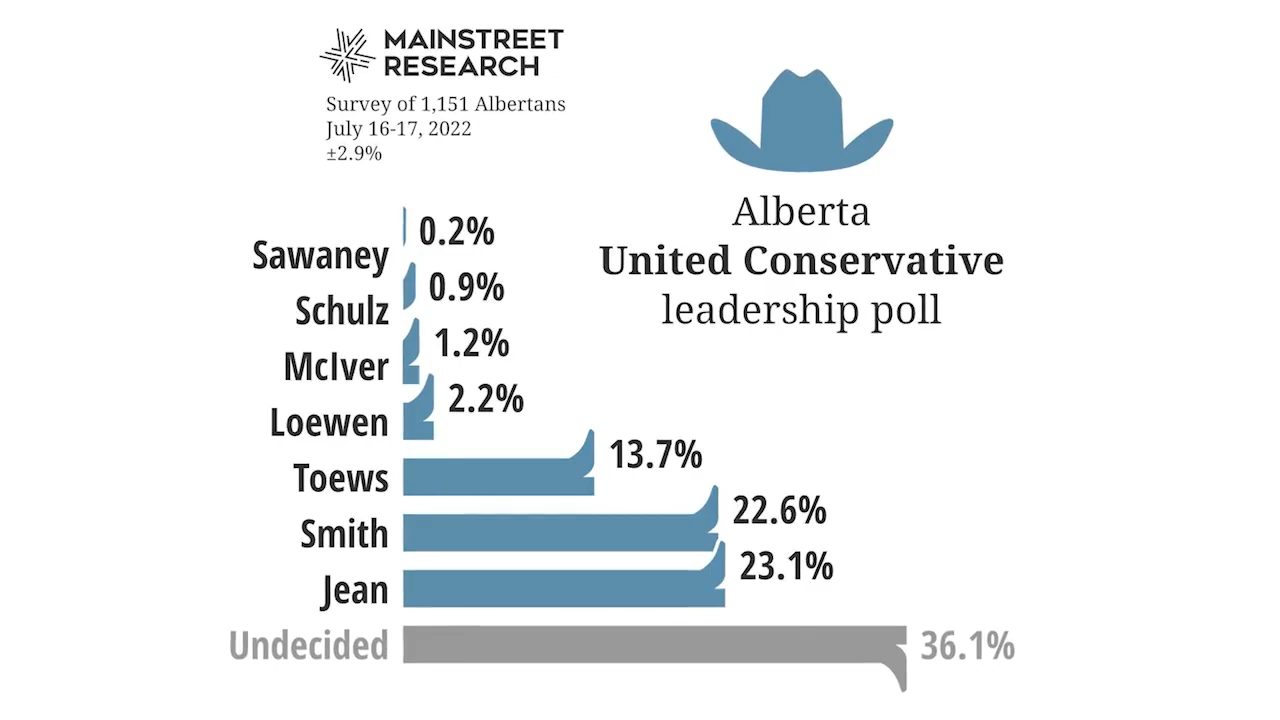 MAINSTREET
RESEARCH
Survey of 1,151 Albertans
July 16-17, 2022
±2.9%
Alberta
United Conservative
leadership poll
Sawaney 0.2%
Schulz 0.9%
McIver 1.2%
Loewen 2.2%
Toews 13.7%
Smith 22.6%
Jean 23.1%
Undecided 36.1%